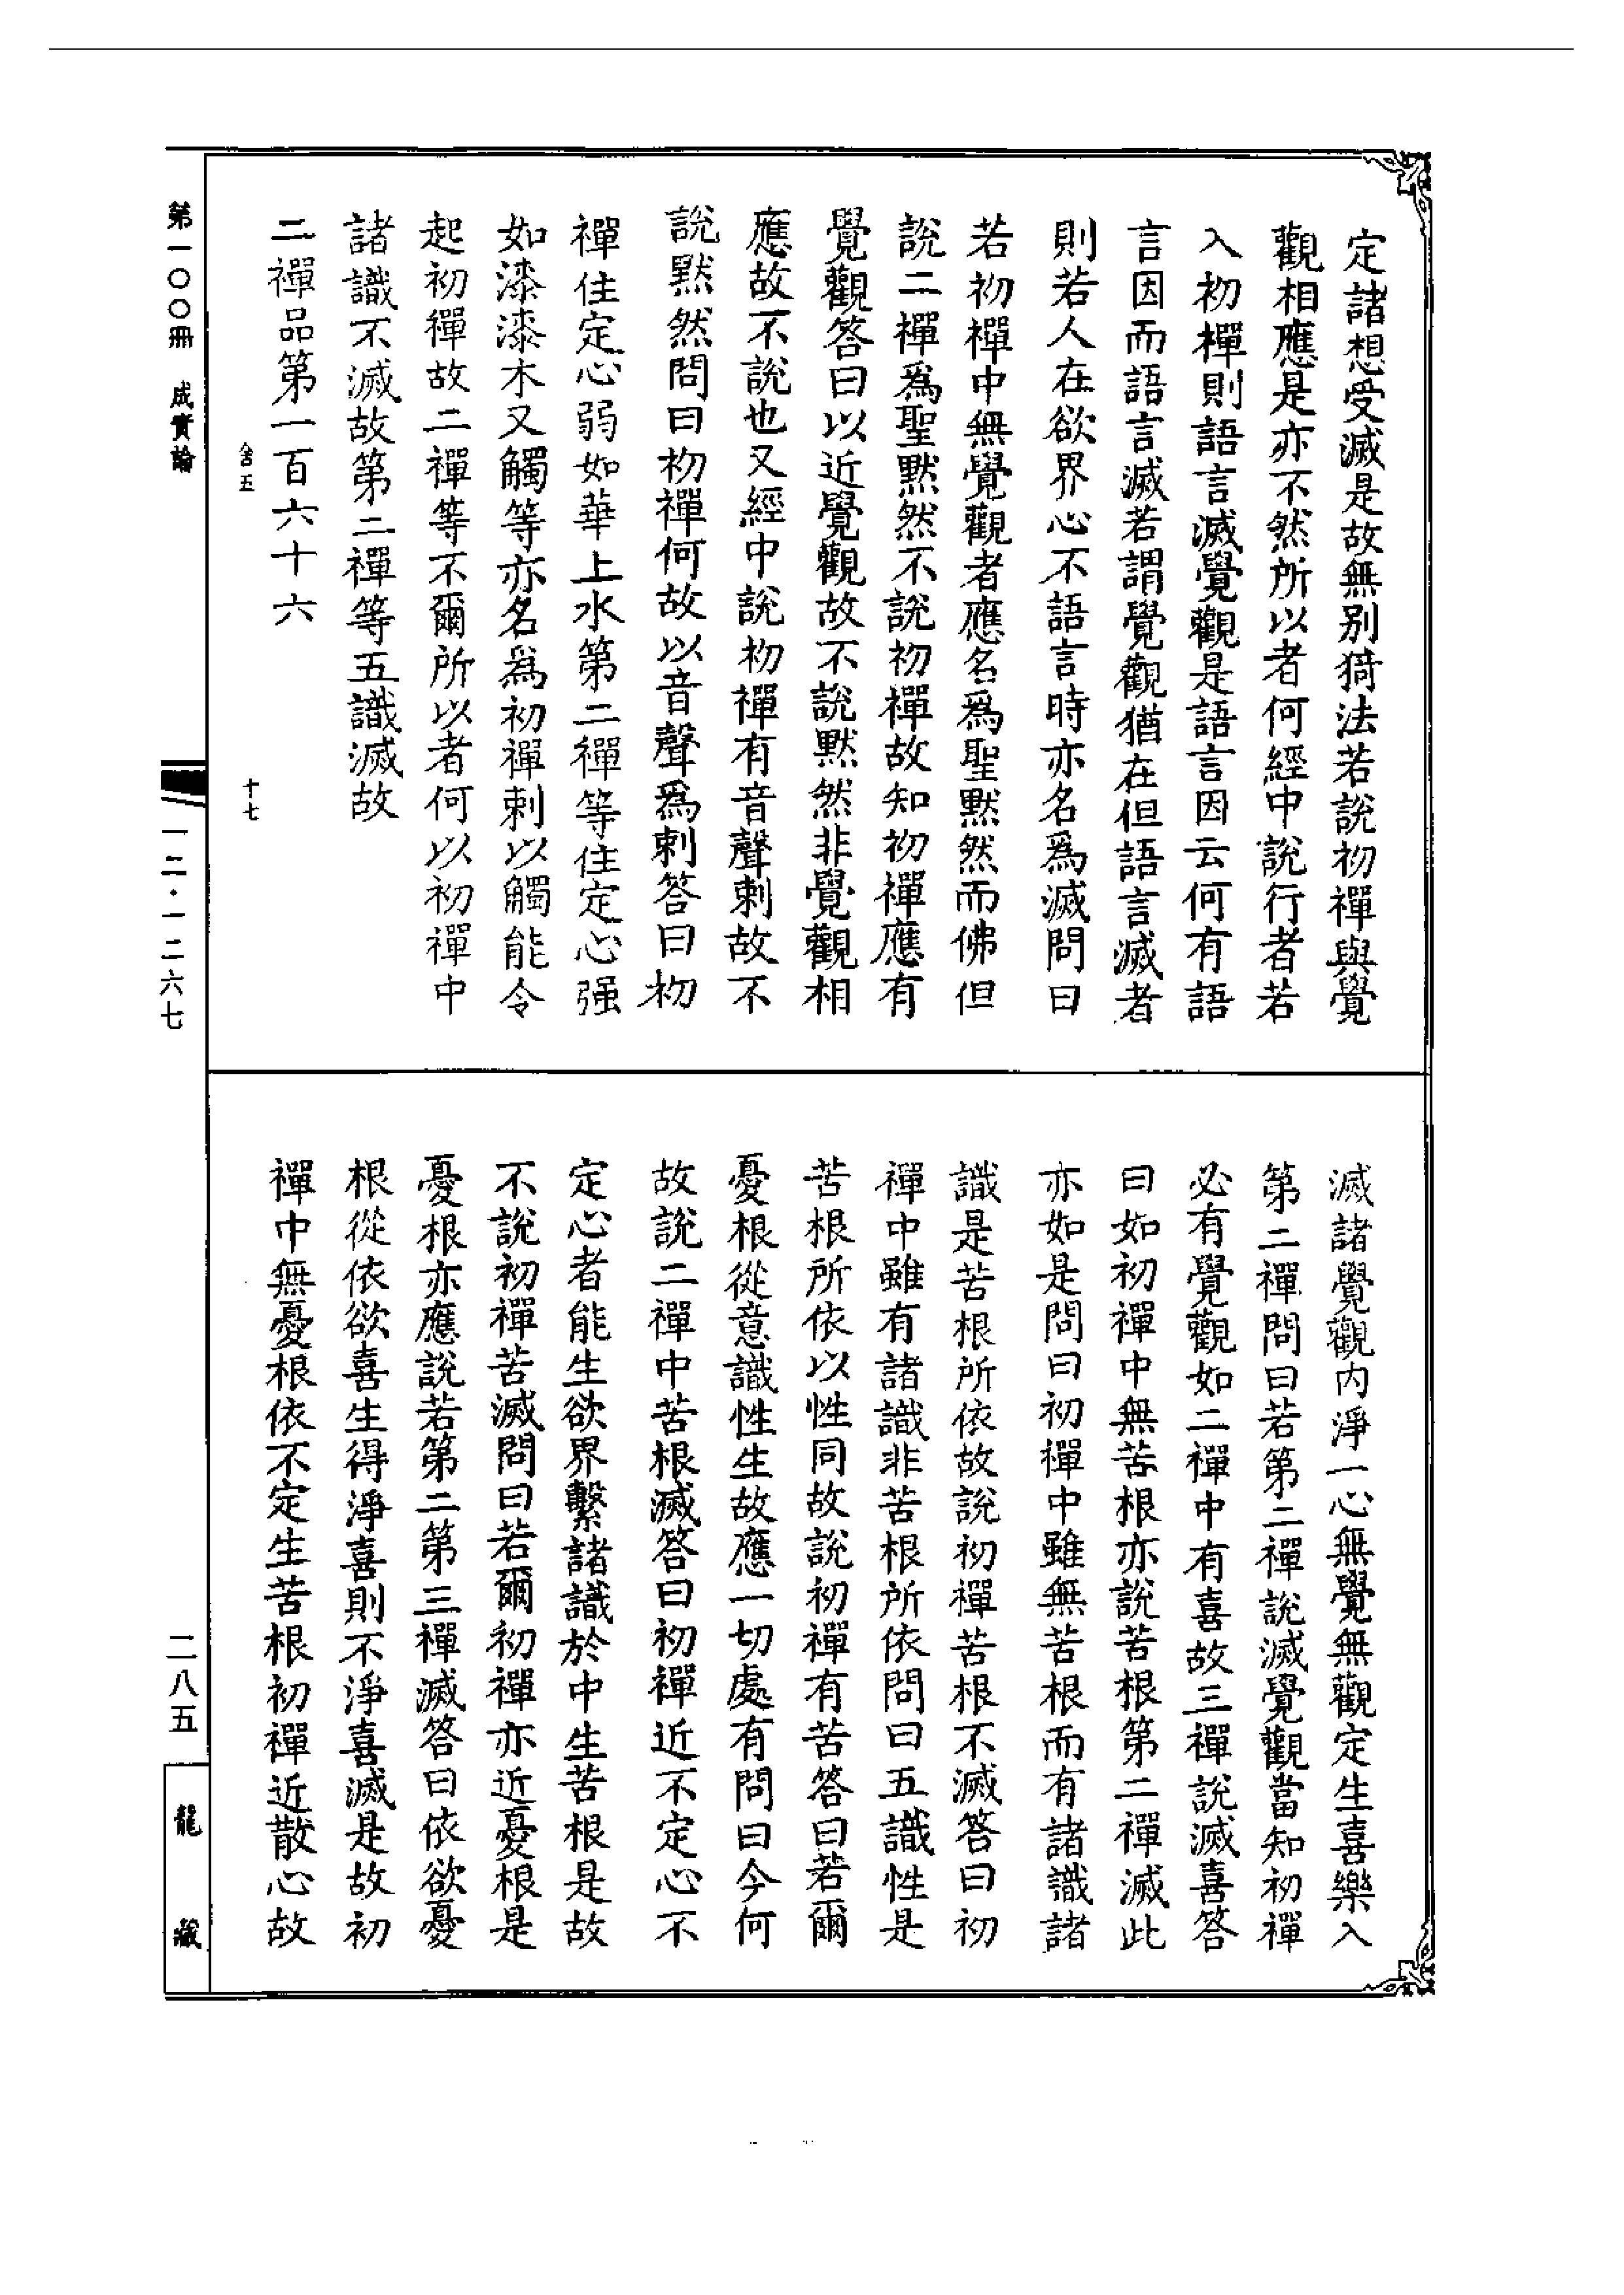 定諸想受滅是故無別猗法若說初禪與覺
觀相應是亦不然所以者何經中說行者若
入初禪則語言滅覺觀是語言因云何有語
言因而語言滅若謂覺觀猶在但語言滅者
則若人在欲界心不語言時亦名為滅問曰
若初禪中無覺觀者應名為聖默然而佛但
說二禪為聖默然不說初禪故知初禪應有
覺觀答曰以近覺觀故不說默然非覺觀相
應故不說也又經中說初禪有音聲刺故不
說默然問曰初禪何故以音聲為刺答曰初
禪住定心弱如華上水第二禪等住定心强
如漆漆木又觸等亦名為初禪刺以觸能令
起初禪故二禪等不爾所以者何以初禪中
諸識不滅故第二禪等五識滅故
二禪品第一百六十六
滅諸覺觀內淨一心無覺無觀定生喜樂入
第二禪問曰若第二禪說滅覺觀當知初禪
必有覺觀如二禪中有喜故三禪說滅喜答
曰如初禪中無苦根亦說苦根第二禪滅此
亦如是問曰初禪中雖無苦根而有諸識諸
識是苦根所依故說初禪苦根不滅答曰初
禪中雖有諸識非苦根所依問曰五識性是
苦根所依以性同故說初禪有苦答曰若爾
憂根從意識性生故應一切處有問曰今何
故說二禪中苦根滅答曰初禪近不定心不
定心者能生欲界繫諸識於中生苦根是故
不說初禪苦滅問曰若爾初禪亦近憂根是
憂根亦應說若第二第三禪滅答曰依欲憂
根從依欲喜生得淨喜則不淨喜滅是故初
禪中無憂根依不定生苦根初禪近散心故
舍五
十七
第一〇〇冊 成實論
一二·一二六七
二八五
龍藏